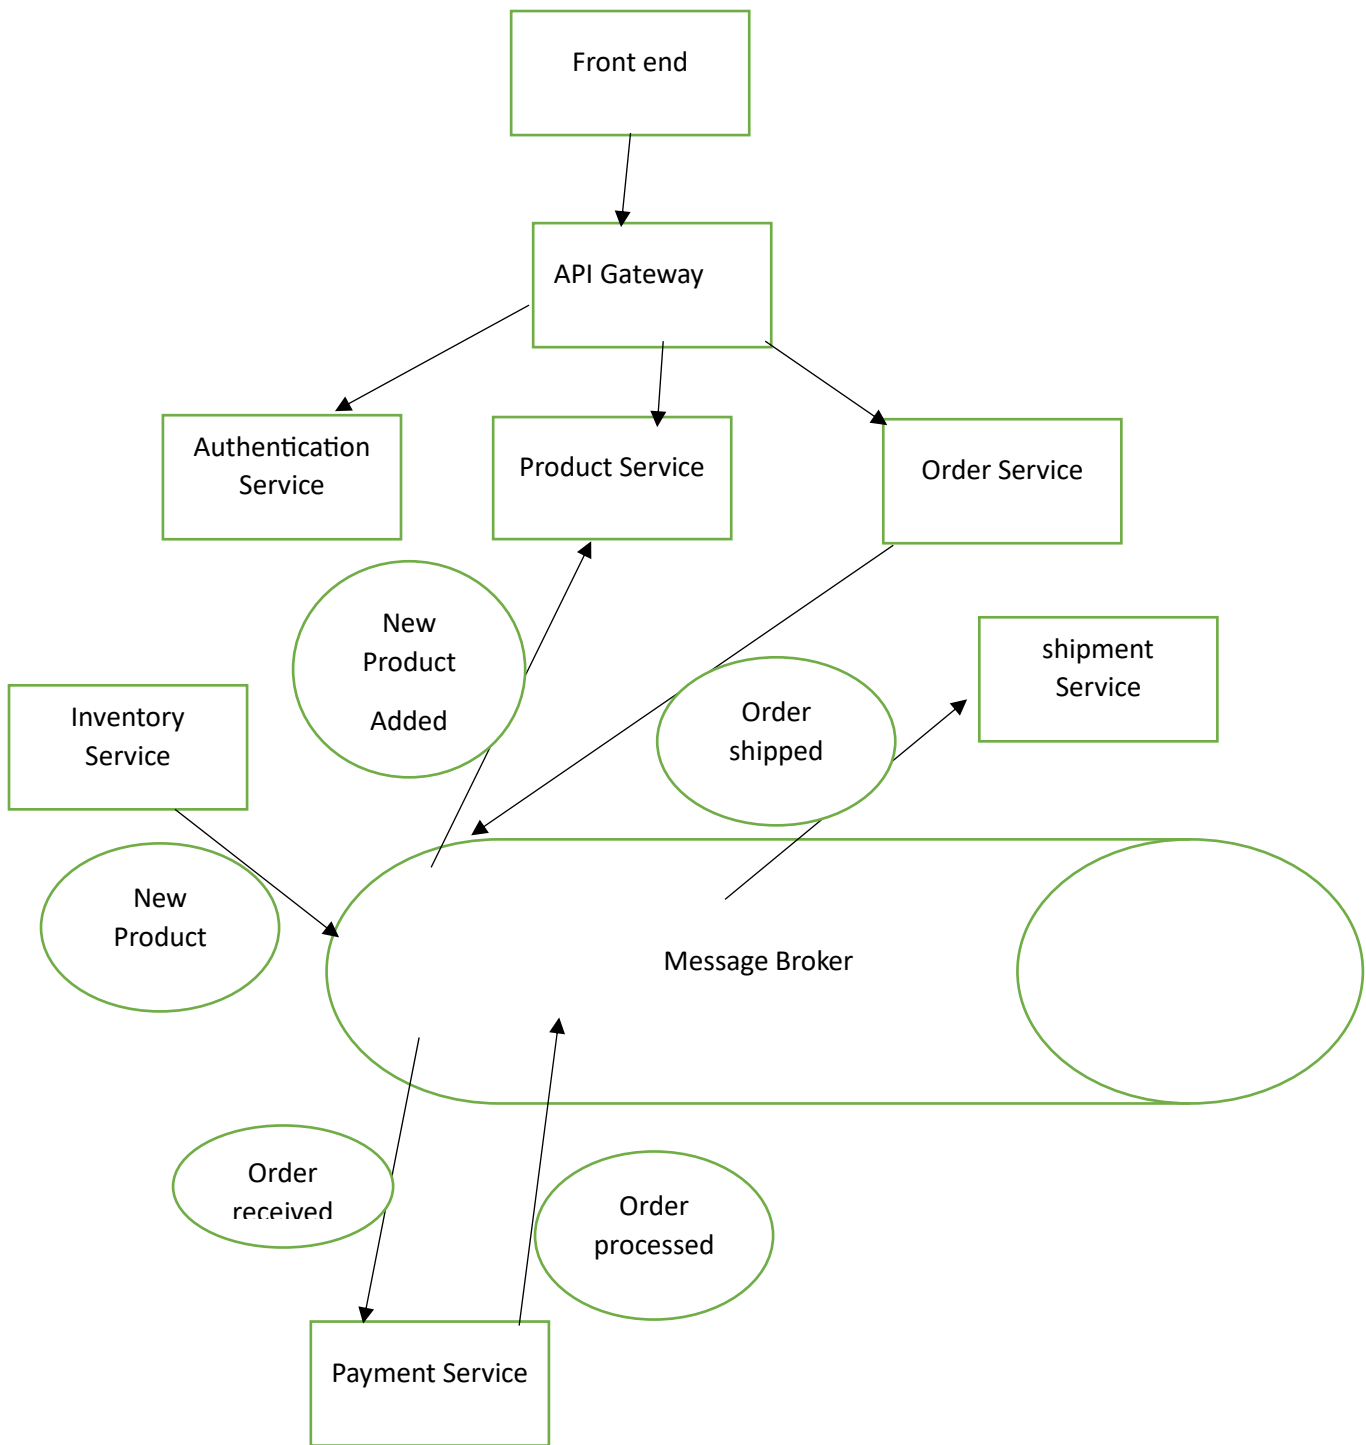 Front end
API Gateway
Authentication
Service
Product Service
Order Service
New
Product
Added
shipment
Service
Inventory
Service
Order
shipped
New
Product
Message Broker
Order
received
Order
processed
Payment Service